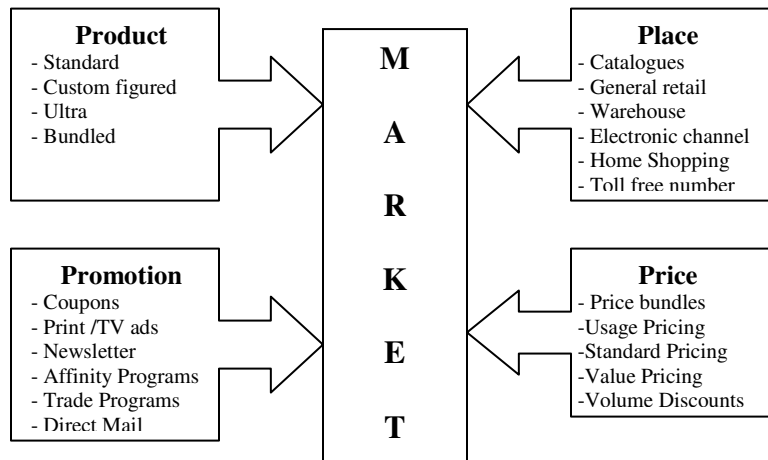 Product
- Standard
- Custom figured
- Ultra
- Bundled
M
A
R
K
E
T
Place
- Catalogues
- General retail
- Warehouse
- Electronic channel
- Home Shopping
- Toll free number
Promotion
- Coupons
- Print /TV ads
- Newsletter
- Affinity Programs
- Trade Programs
- Direct Mail
Price
- Price bundles
-Usage Pricing
-Standard Pricing
-Value Pricing
-Volume Discounts